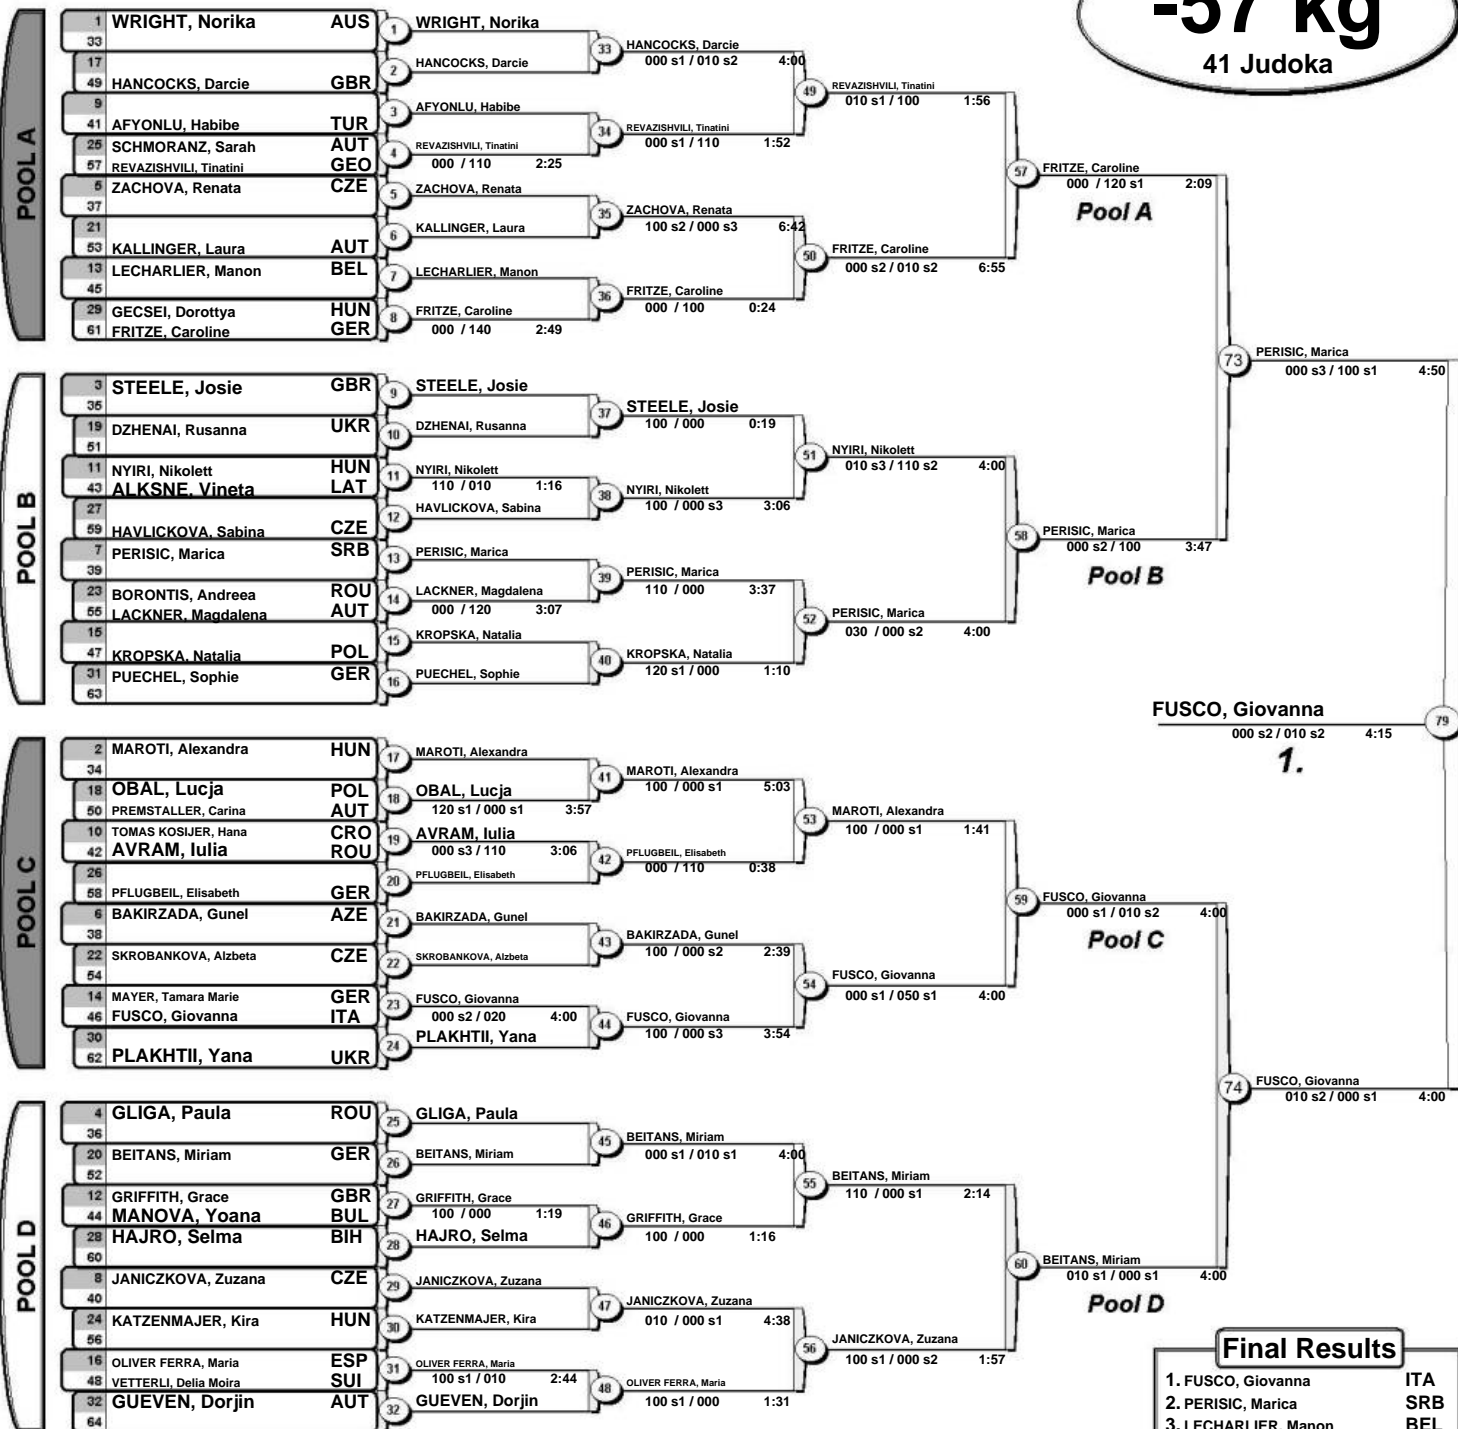 -57 kg
41 Judoka
POOL A
1 WRIGHT, Norika AUS
33
17
49 HANCOCKS, Darcie GBR
9
41 AFYONLU, Habibe TUR
25 SCHMORANZ, Sarah AUT
57 REVAZISHVILI, Tinatini GEO
5 ZACHOVA, Renata CZE
37
21
53 KALLINGER, Laura AUT
13 LECHARLIER, Manon BEL
45
29 GECSEI, Dorottya HUN
61 FRITZE, Caroline GER
1 WRIGHT, Norika
2 HANCOCKS, Darcie
3 AFYONLU, Habibe
4 REVAZISHVILI, Tinatini
000 / 110 2:25
5 ZACHOVA, Renata
6 KALLINGER, Laura
7 LECHARLIER, Manon
8 FRITZE, Caroline
000 / 140 2:49
33 HANCOCKS, Darcie
000 s1 / 010 s2 4:00
34 REVAZISHVILI, Tinatini
000 s1 / 110 1:52
35 ZACHOVA, Renata
100 s2 / 000 s3 6:42
36 FRITZE, Caroline
000 / 100 0:24
49 REVAZISHVILI, Tinatini
010 s1 / 100 1:56
50 FRITZE, Caroline
000 s2 / 010 s2 6:55
57 FRITZE, Caroline
000 / 120 s1 2:09
Pool A
POOL B
3 STEELE, Josie GBR
35
19 DZHENAI, Rusanna UKR
51
11 NYIRI, Nikolett HUN
43 ALKSNE, Vineta LAT
27
59 HAVLICKOVA, Sabina CZE
7 PERISIC, Marica SRB
39
23 BORONTIS, Andreea ROU
55 LACKNER, Magdalena AUT
15
47 KROPSKA, Natalia POL
31 PUECHEL, Sophie GER
63
9 STEELE, Josie
10 DZHENAI, Rusanna
11 NYIRI, Nikolett
110 / 010 1:16
12 HAVLICKOVA, Sabina
13 PERISIC, Marica
14 LACKNER, Magdalena
000 / 120 3:07
15 KROPSKA, Natalia
16 PUECHEL, Sophie
37 STEELE, Josie
100 / 000 0:19
38 NYIRI, Nikolett
100 / 000 s3 3:06
39 PERISIC, Marica
110 / 000 3:37
40 KROPSKA, Natalia
120 s1 / 000 1:10
51 NYIRI, Nikolett
010 s3 / 110 s2 4:00
52 PERISIC, Marica
030 / 000 s2 4:00
58 PERISIC, Marica
000 s2 / 100 3:47
Pool B
73 PERISIC, Marica
000 s3 / 100 s1 4:50
FUSCO, Giovanna 79
000 s2 / 010 s2 4:15
1.
POOL C
2 MAROTI, Alexandra HUN
34
18 OBAL, Lucja POL
50 PREMSTALLER, Carina AUT
10 TOMAS KOSIJER, Hana CRO
42 AVRAM, Iulia ROU
26
58 PFLUGBEIL, Elisabeth GER
6 BAKIRZADA, Gunel AZE
38
22 SKROBANKOVA, Alzbeta CZE
54
14 MAYER, Tamara Marie GER
46 FUSCO, Giovanna ITA
30
62 PLAKHTII, Yana UKR
17 MAROTI, Alexandra
18 OBAL, Lucja
120 s1 / 000 s1 3:57
19 AVRAM, Iulia
000 s3 / 110 3:06
20 PFLUGBEIL, Elisabeth
21 BAKIRZADA, Gunel
22 SKROBANKOVA, Alzbeta
23 FUSCO, Giovanna
000 s2 / 020 4:00
24 PLAKHTII, Yana
41 MAROTI, Alexandra
100 / 000 s1 5:03
42 PFLUGBEIL, Elisabeth
000 / 110 0:38
43 BAKIRZADA, Gunel
100 / 000 s2 2:39
44 FUSCO, Giovanna
100 / 000 s3 3:54
53 MAROTI, Alexandra
100 / 000 s1 1:41
54 FUSCO, Giovanna
000 s1 / 050 s1 4:00
59 FUSCO, Giovanna
000 s1 / 010 s2 4:00
Pool C
74 FUSCO, Giovanna
010 s2 / 000 s1 4:00
POOL D
4 GLIGA, Paula ROU
36
20 BEITANS, Miriam GER
52
12 GRIFFITH, Grace GBR
44 MANOVA, Yoana BUL
28 HAJRO, Selma BIH
60
8 JANICZKOVA, Zuzana CZE
40
24 KATZENMAJER, Kira HUN
56
16 OLIVER FERRA, Maria ESP
48 VETTERLI, Delia Moira SUI
32 GUEVEN, Dorjin AUT
64
25 GLIGA, Paula
26 BEITANS, Miriam
27 GRIFFITH, Grace
100 / 000 1:19
28 HAJRO, Selma
29 JANICZKOVA, Zuzana
30 KATZENMAJER, Kira
31 OLIVER FERRA, Maria
100 s1 / 010 2:44
32 GUEVEN, Dorjin
45 BEITANS, Miriam
000 s1 / 010 s1 4:00
46 GRIFFITH, Grace
100 / 000 1:16
47 JANICZKOVA, Zuzana
010 / 000 s1 4:38
48 OLIVER FERRA, Maria
100 s1 / 000 1:31
55 BEITANS, Miriam
110 / 000 s1 2:14
56 JANICZKOVA, Zuzana
100 s1 / 000 s2 1:57
60 BEITANS, Miriam
010 s1 / 000 s1 4:00
Pool D
Final Results
1. FUSCO, Giovanna ITA
2. PERISIC, Marica SRB
3. LECHARLIER, Manon BEL